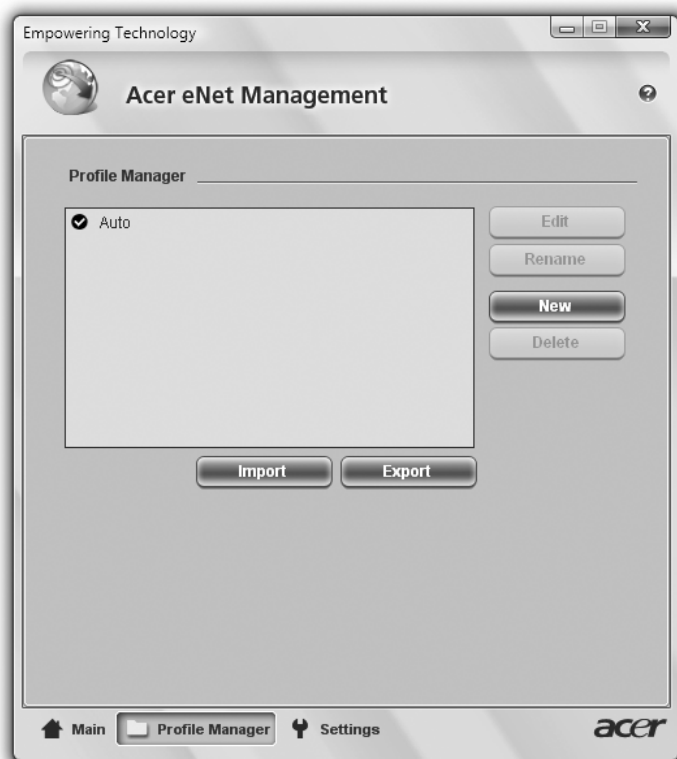 Empowering Technology
Acer eNet Management
Profile Manager
Auto
Edit
Rename
New
Delete
Import Export
Main Profile Manager Settings acer